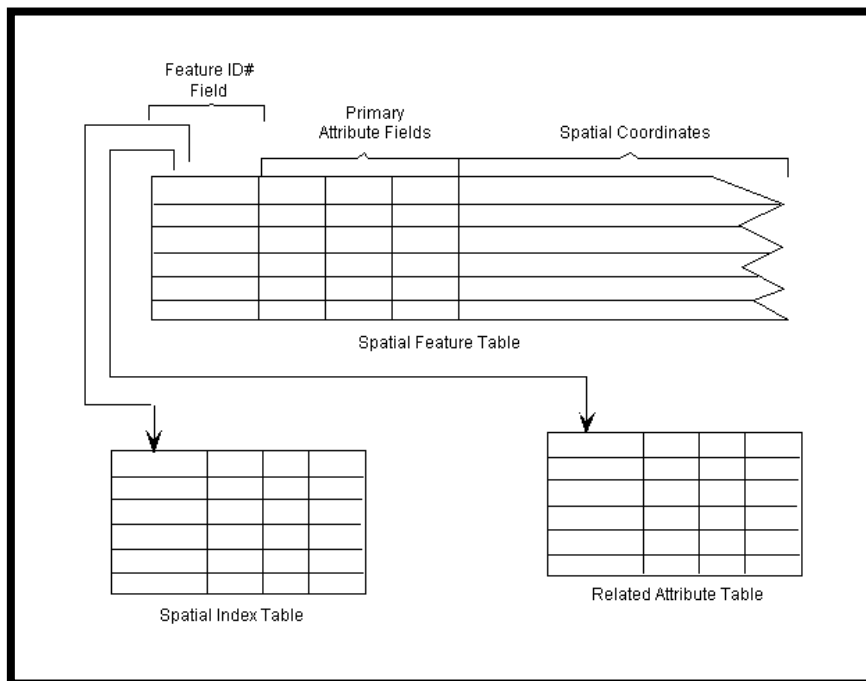 Feature ID#
Field
Primary
Attribute Fields
Spatial Coordinates
Spatial Feature Table
Spatial Index Table
Related Attribute Table